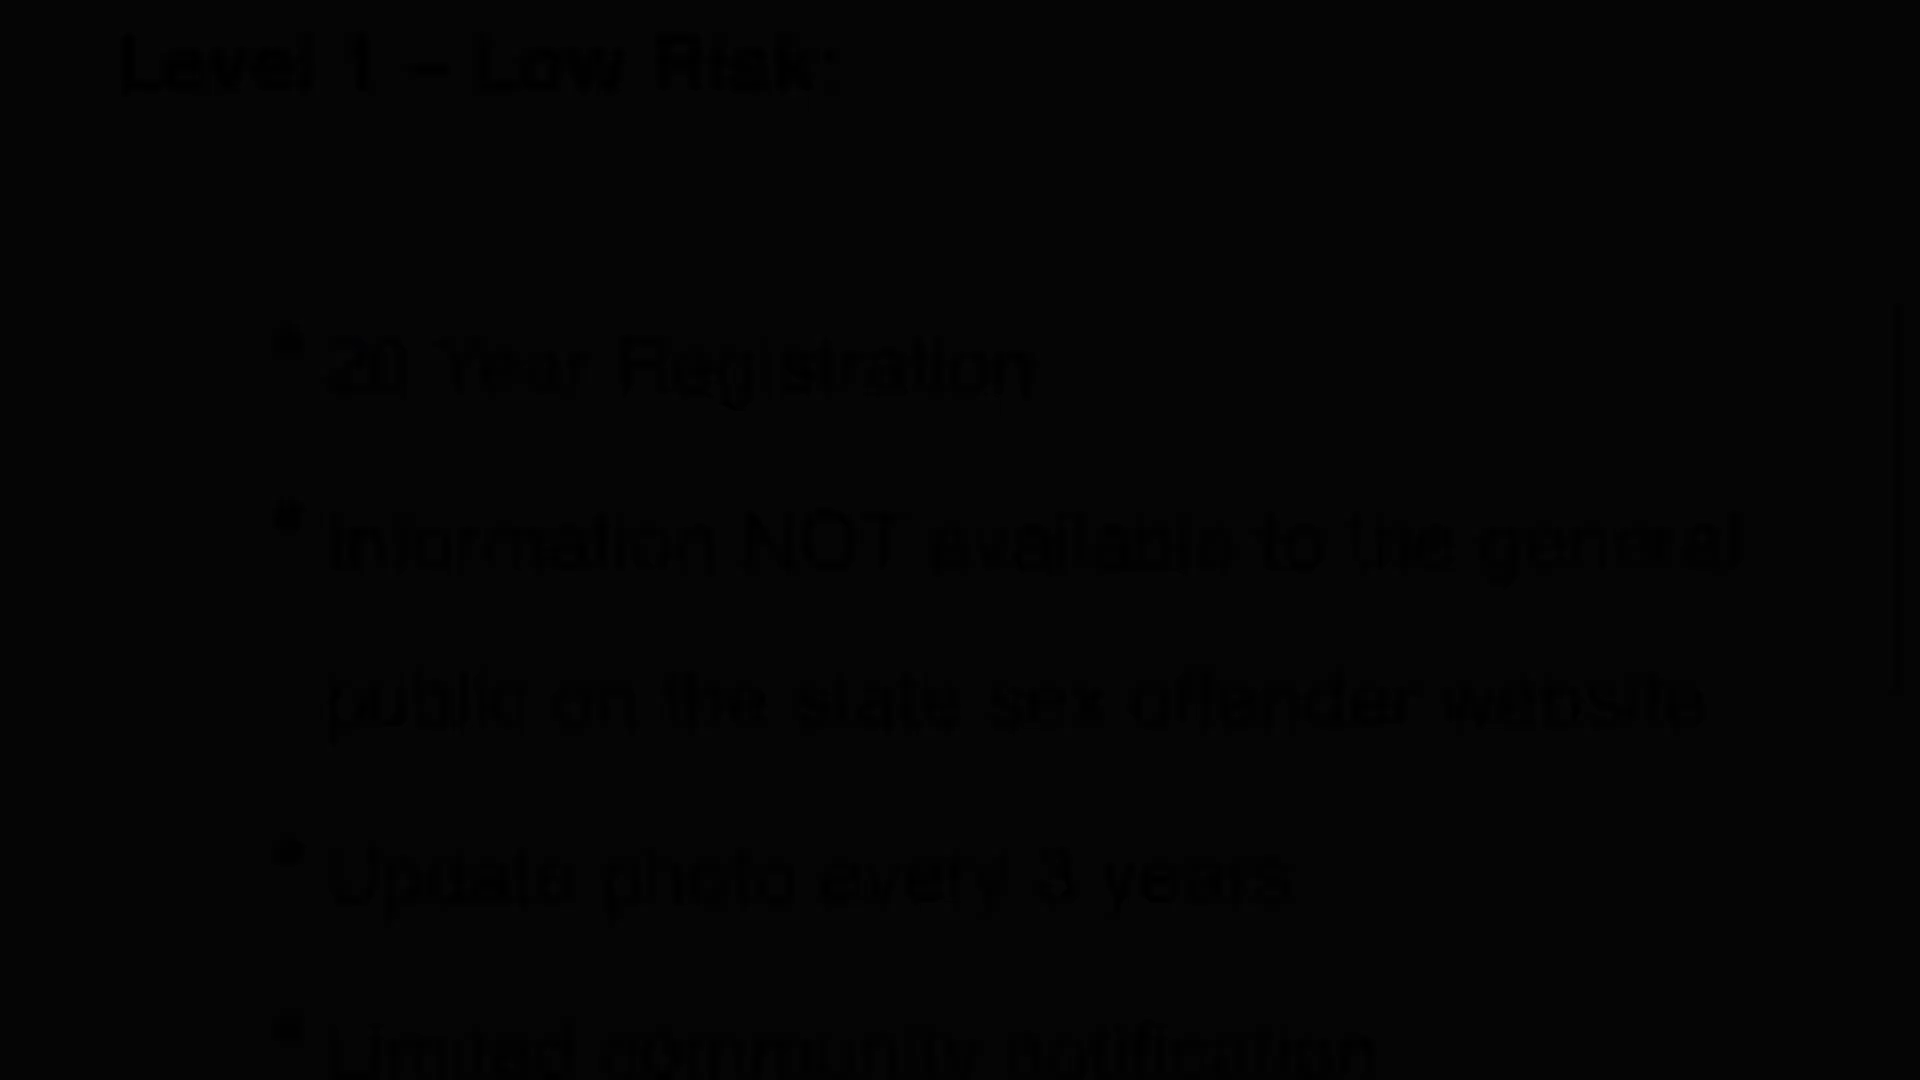 Level 1 – Low Risk:
• 20 Year Registration
• Information NOT available to the general
public on the state sex offender website
• Update photo every 3 years
• Limited community notification